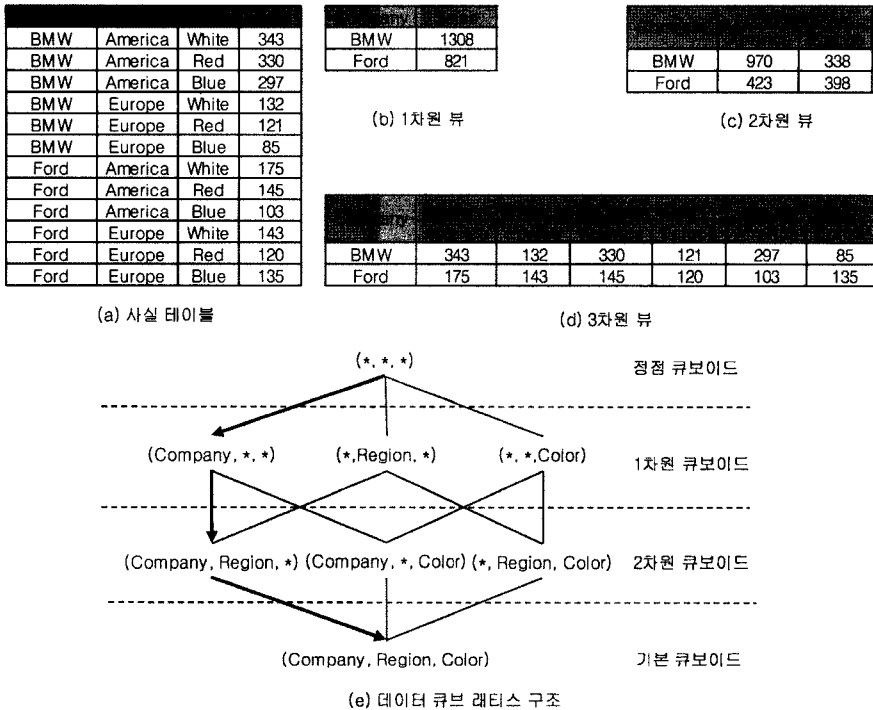 BMW America White 343
BMW America Red 330
BMW America Blue 297
BMW Europe White 132
BMW Europe Red 121
BMW Europe Blue 85
Ford America White 175
Ford America Red 145
Ford America Blue 103
Ford Europe White 143
Ford Europe Red 120
Ford Europe Blue 135
(a) 사실 테이블
BMW 1308
Ford 821
(b) 1차원 뷰
BMW 970 338
Ford 423 398
(c) 2차원 뷰
BMW 343 132 330 121 297 85
Ford 175 143 145 120 103 135
(d) 3차원 뷰
(*, *, *) 정점 큐보이드
(Company, *, *) (*,Region, *) (*, *,Color) 1차원 큐보이드
(Company, Region, *) (Company, *, Color) (*, Region, Color) 2차원 큐보이드
(Company, Region, Color) 기본 큐보이드
(e) 데이터 큐브 래티스 구조